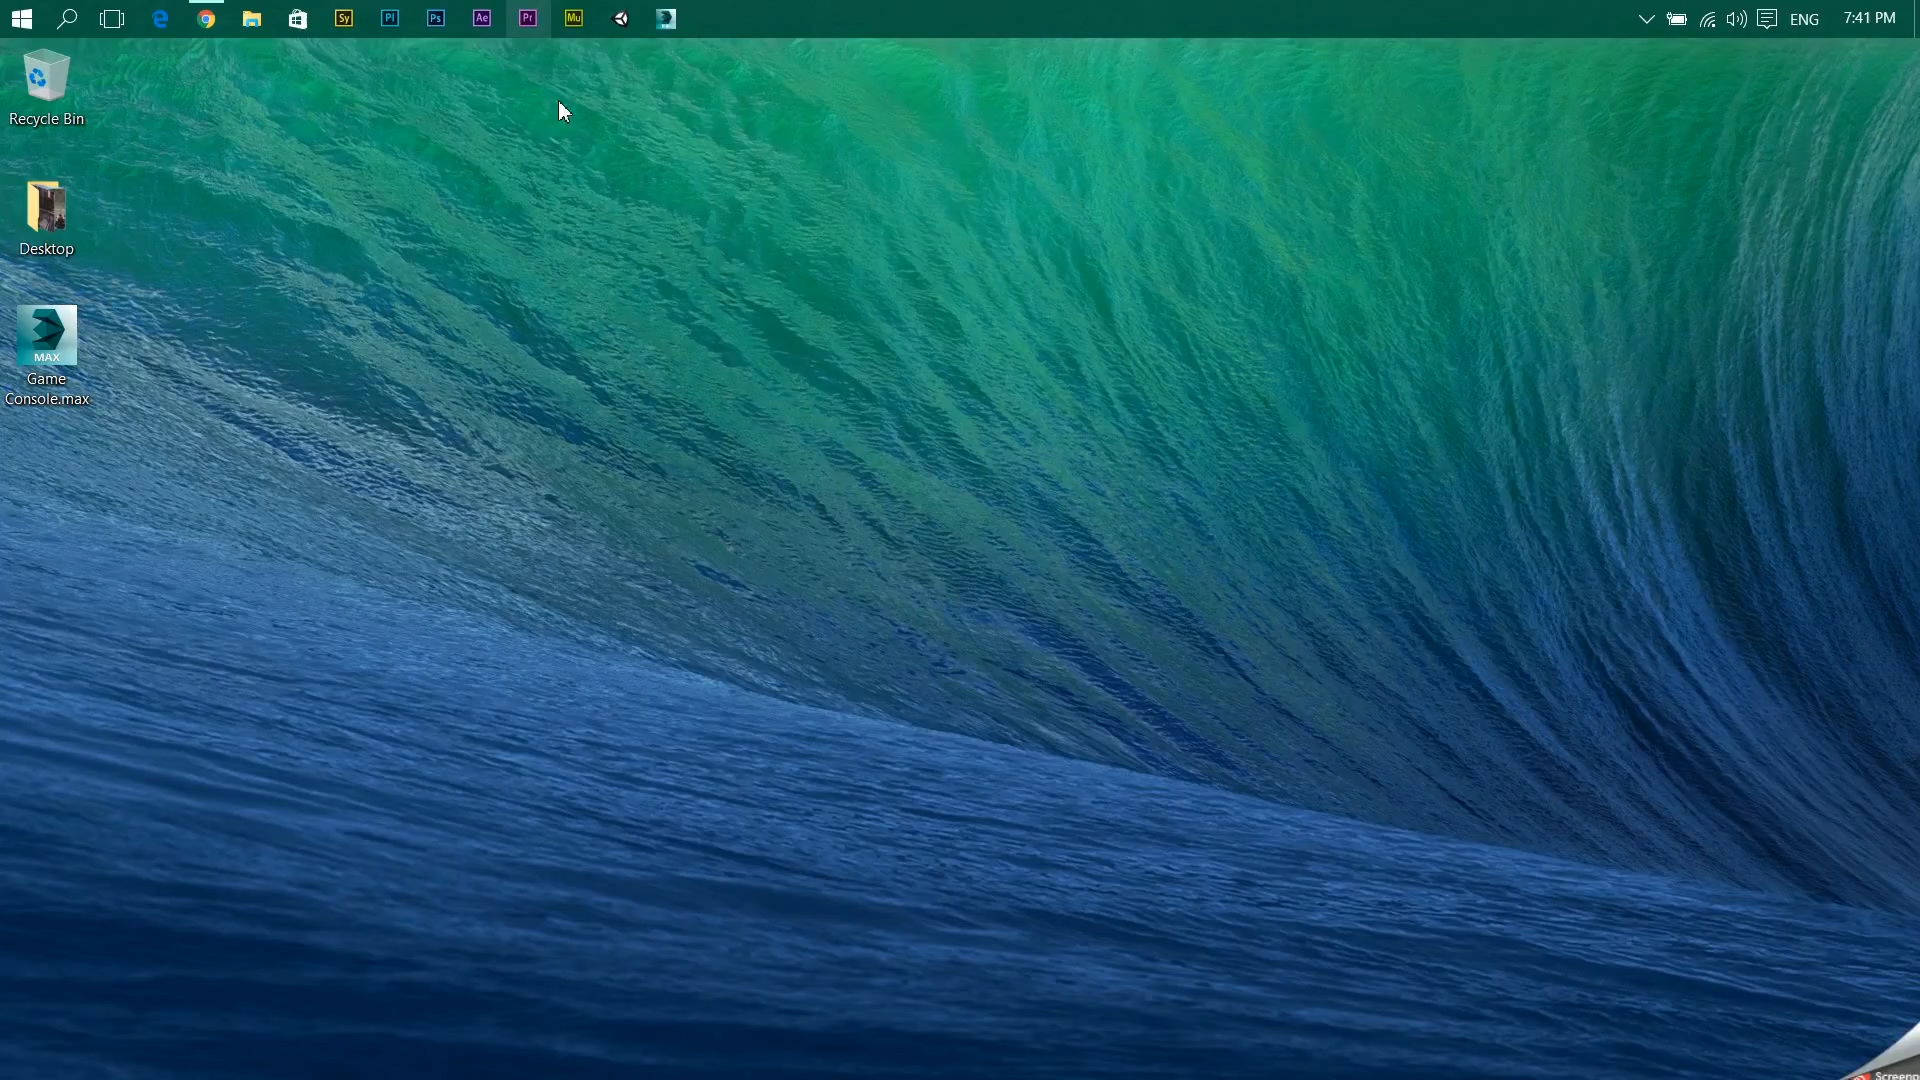 Sy
Pl
Ps
Ae
Pr
Mu
ENG
7:41 PM
Recycle Bin
Desktop
MAX
Game
Console.max